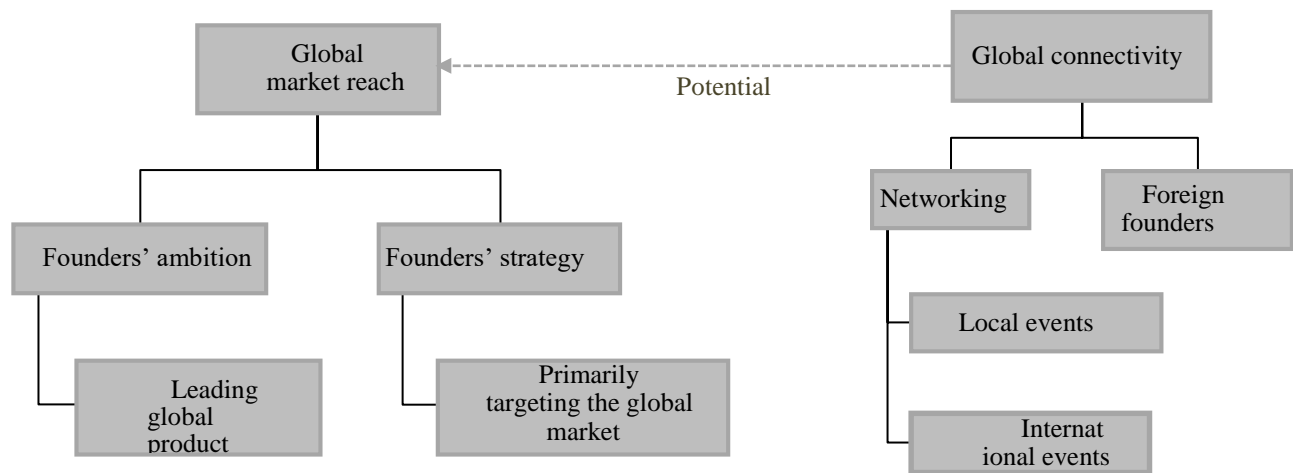 Global
market reach
Global connectivity
Potential
Networking
Foreign
founders
Founders’ ambition
Founders’ strategy
Local events
Leading
global
product
Primarily
targeting the global
market
Internat
ional events